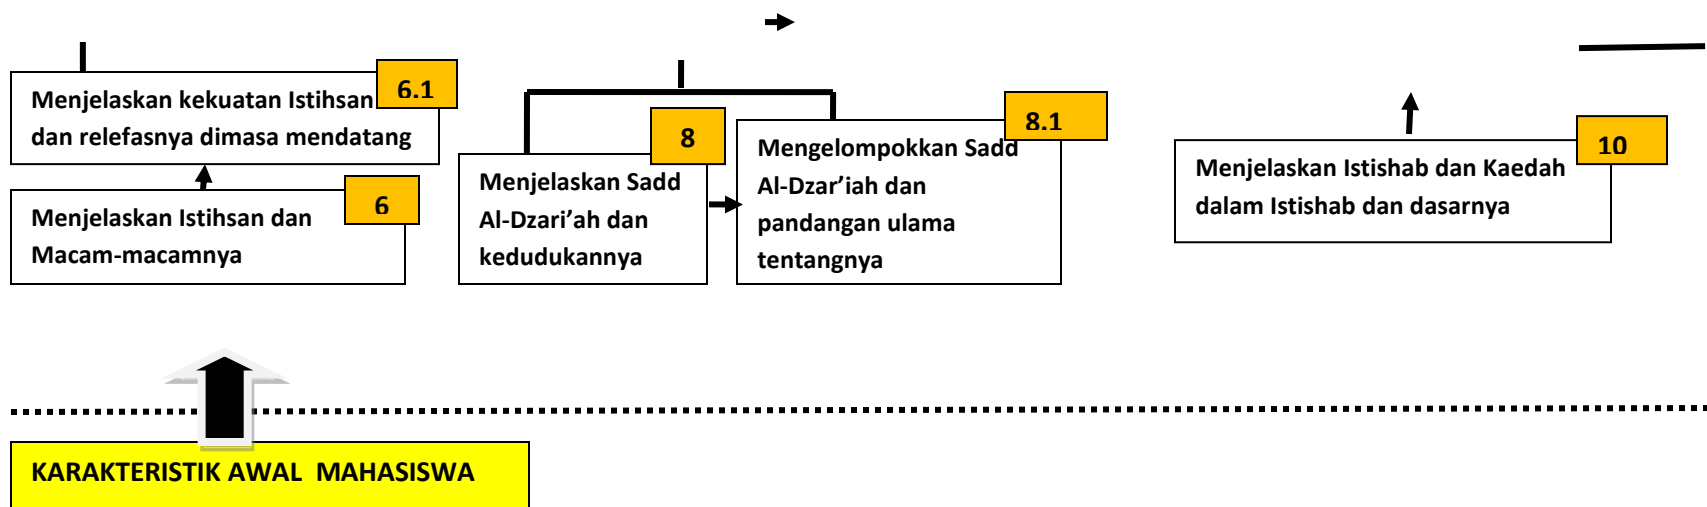 6.1
Menjelaskan kekuatan Istihsan
dan relefasnya dimasa mendatang
6
Menjelaskan Istihsan dan
Macam-macamnya
8
Menjelaskan Sadd
Al-Dzari’ah dan
kedudukannya
8.1
Mengelompokkan Sadd
Al-Dzar’iah dan
pandangan ulama
tentangnya
10
Menjelaskan Istishab dan Kaedah
dalam Istishab dan dasarnya
KARAKTERISTIK AWAL MAHASISWA